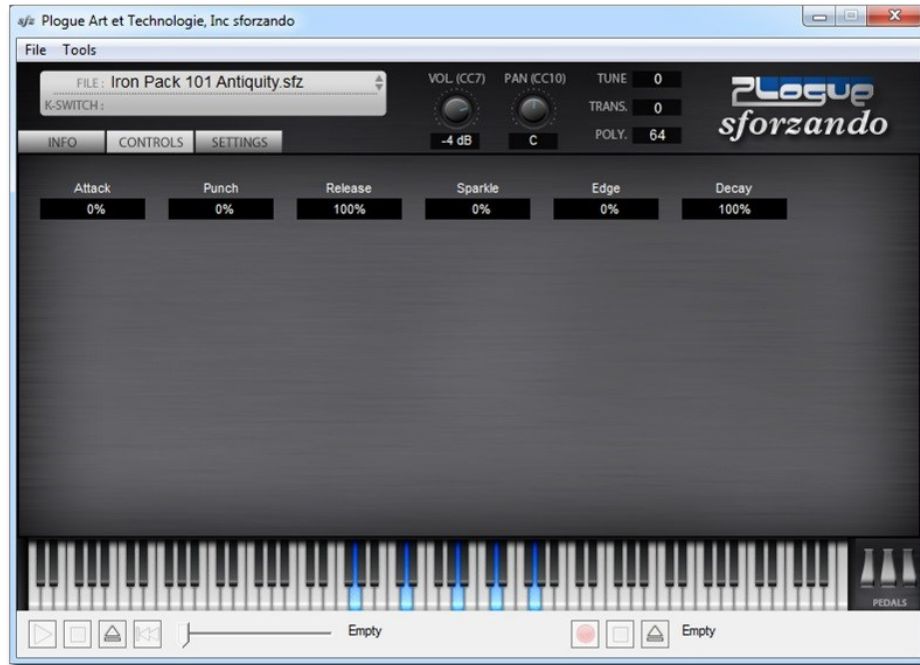 sfz Plogue Art et Technologie, Inc sforzando
File Tools
FILE : Iron Pack 101 Antiquity.sfz
K-SWITCH :
VOL. (CC7) PAN (CC10) TUNE 0
TRANS. 0
-4 dB C POLY. 64
PLOGUE
sforzando
INFO CONTROLS SETTINGS
Attack Punch Release Sparkle Edge Decay
0% 0% 100% 0% 0% 100%
PEDALS
Empty Empty